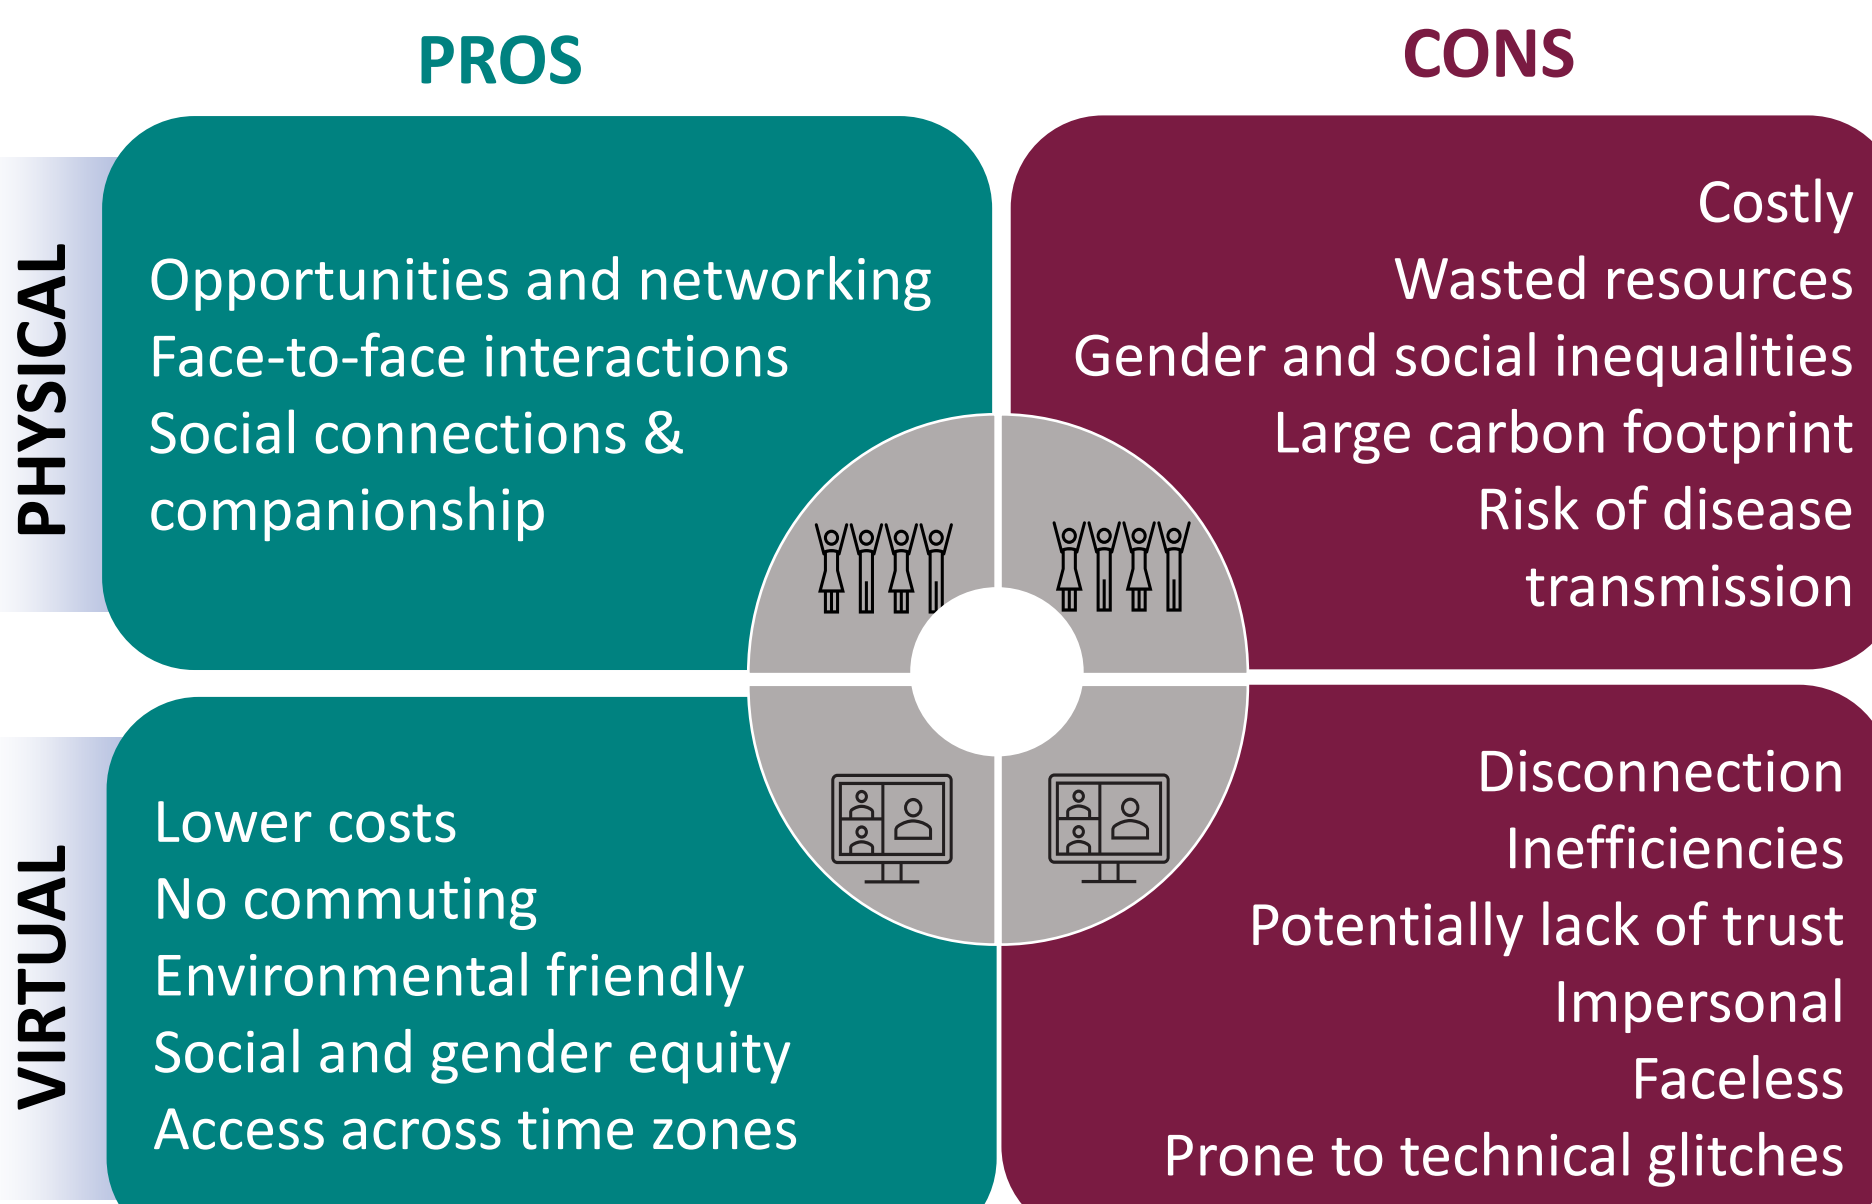 PROS
CONS
PHYSICAL
Opportunities and networking
Face-to-face interactions
Social connections &
companionship
Costly
Wasted resources
Gender and social inequalities
Large carbon footprint
Risk of disease
transmission
VIRTUAL
Lower costs
No commuting
Environmental friendly
Social and gender equity
Access across time zones
Disconnection
Inefficiencies
Potentially lack of trust
Impersonal
Faceless
Prone to technical glitches